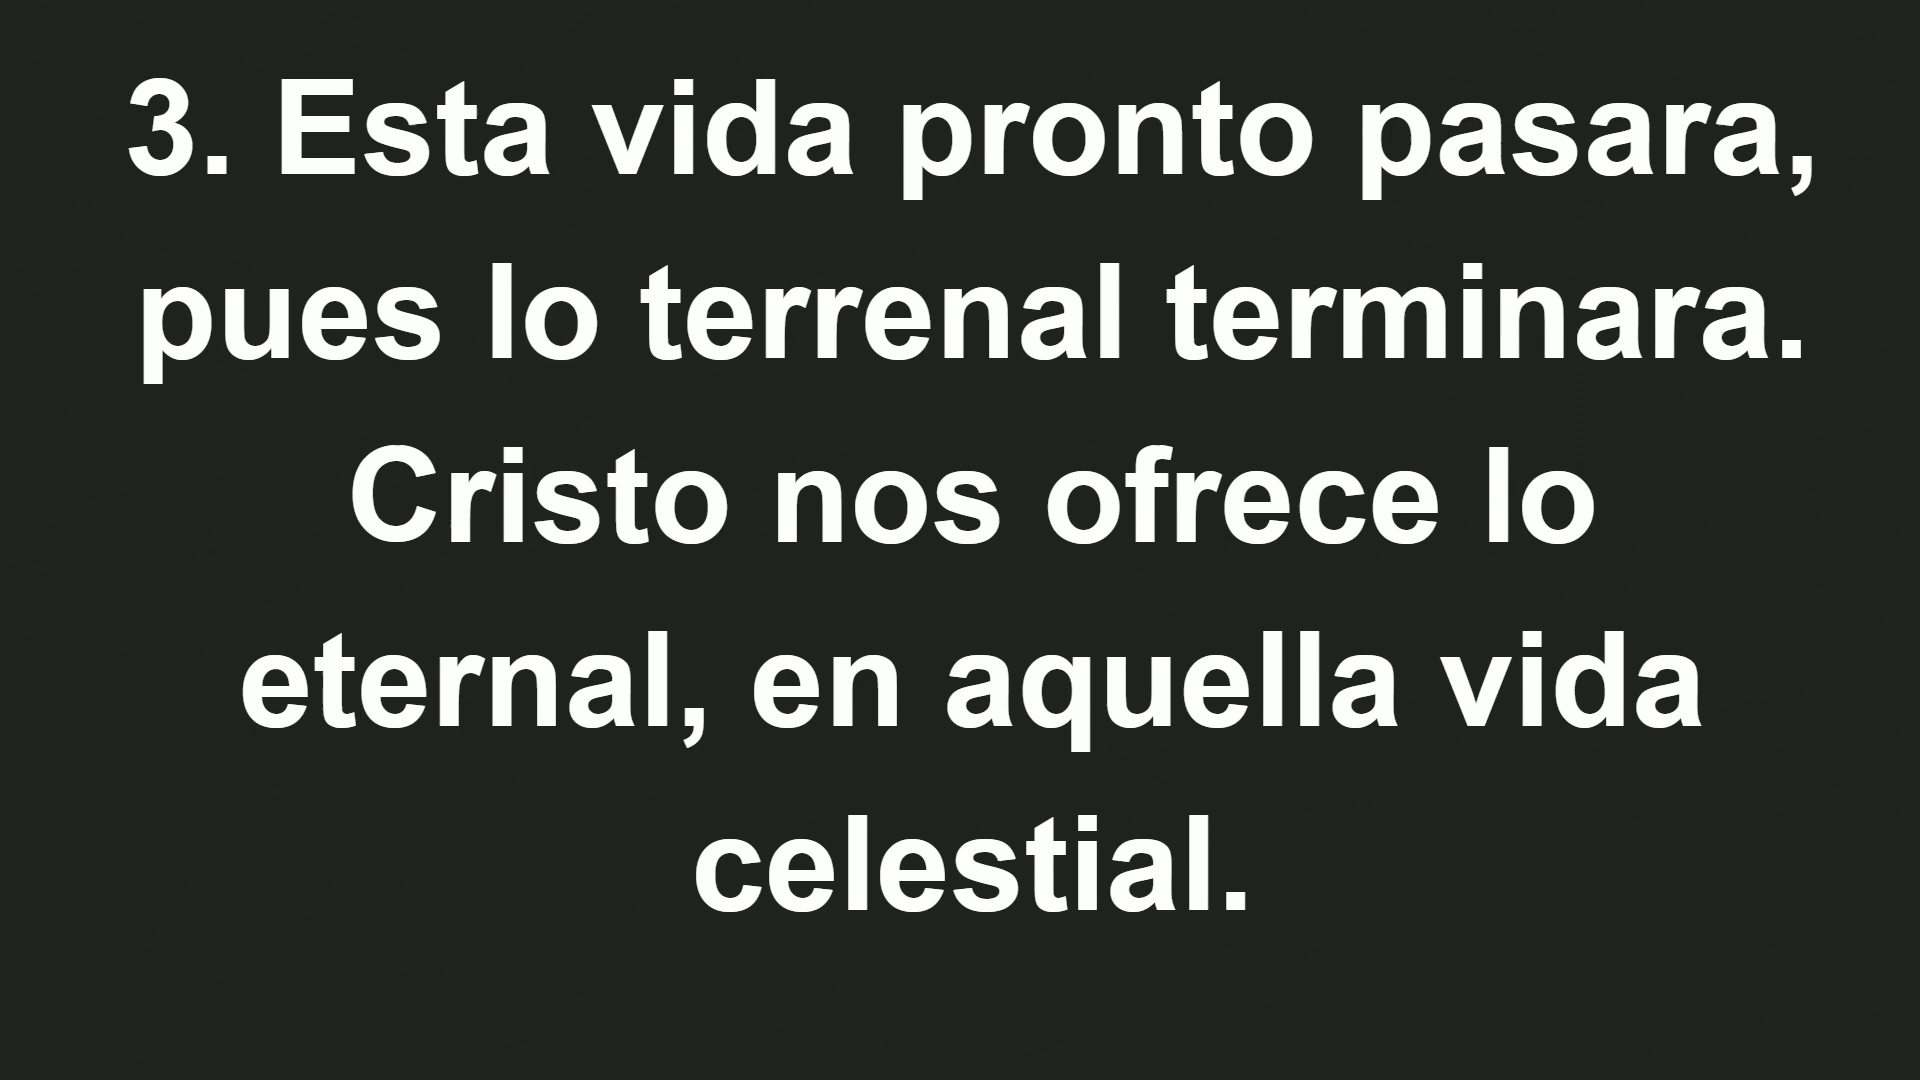 3. Esta vida pronto pasara,
pues lo terrenal terminara.
Cristo nos ofrece lo
eternal, en aquella vida
celestial.